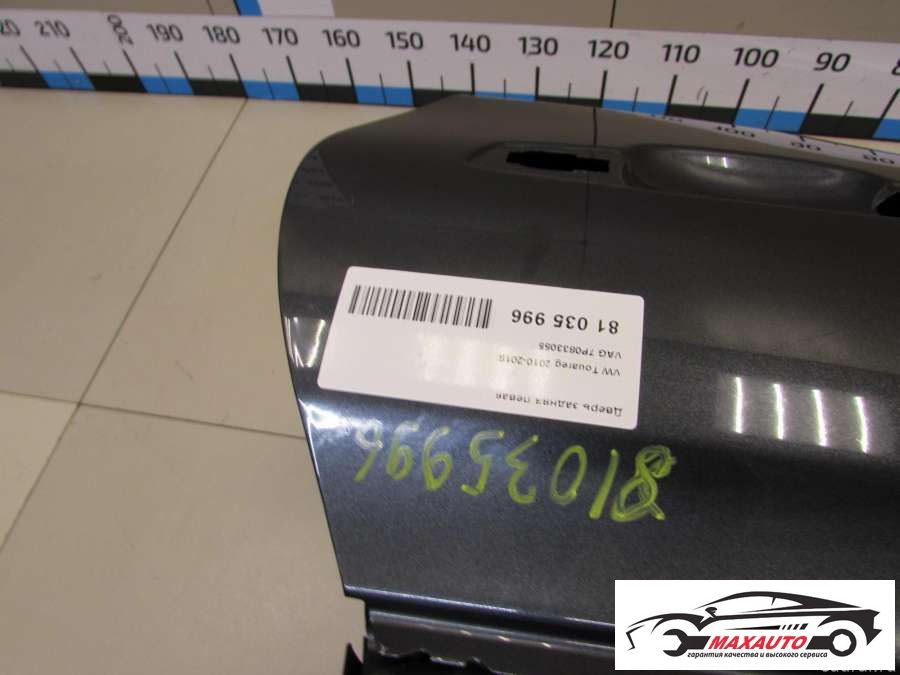 210 200 190 180 170 160 150 140 130 120 110 100 90
Дверь задняя левая
VW Touareg 2010-2018
VAG 7P0833055
81 035 996
81035996
MAXAUTO
гарантия качества и высокого сервиса